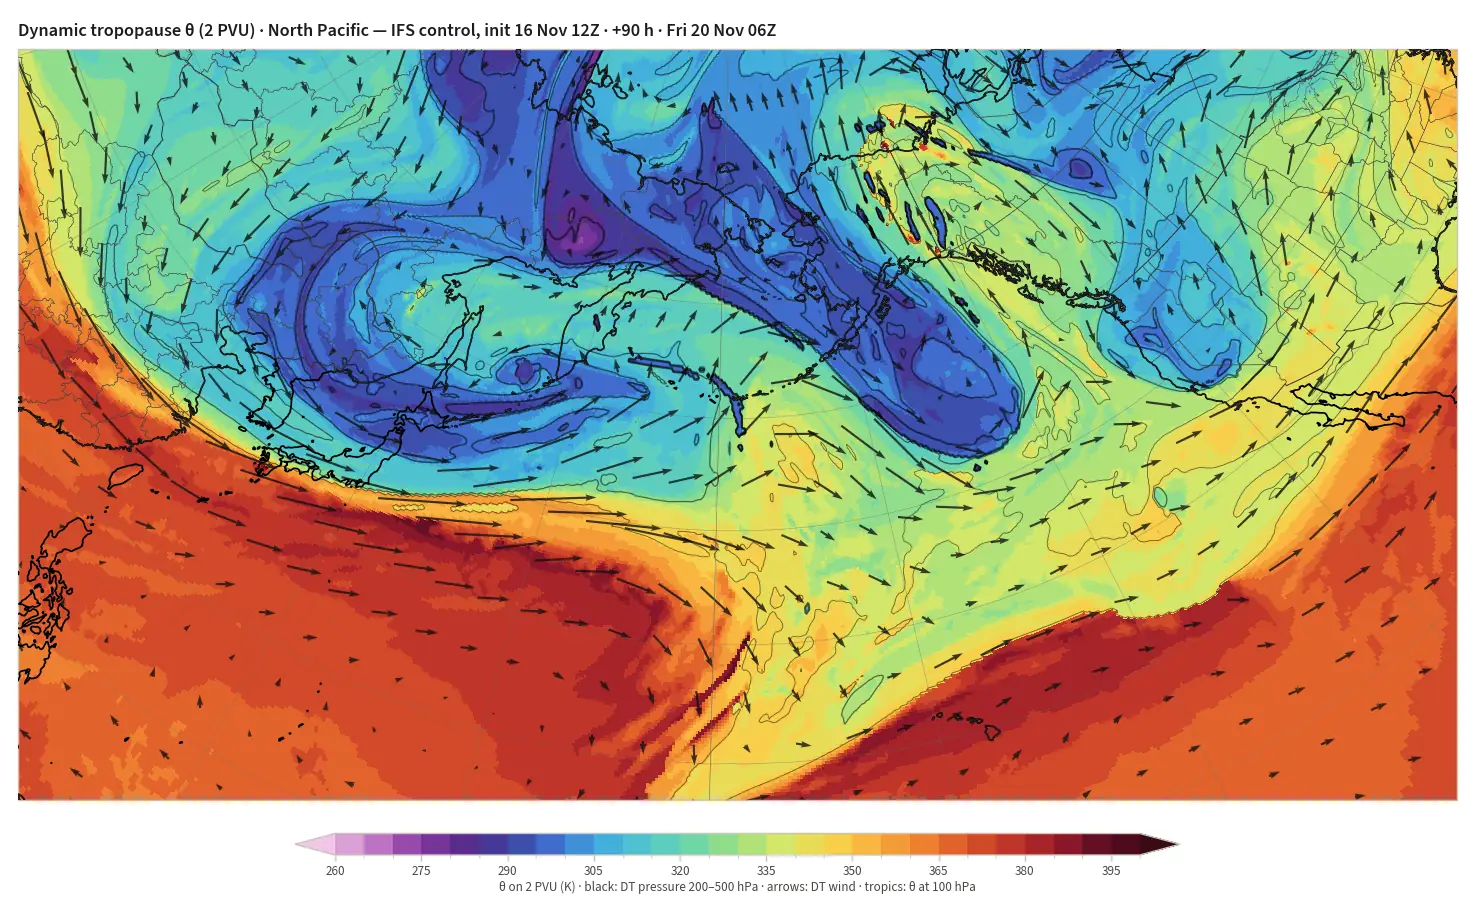 Dynamic tropopause θ (2 PVU) · North Pacific — IFS control, init 16 Nov 12Z · +90 h · Fri 20 Nov 06Z
260 275 290 305 320 335 350 365 380 395
θ on 2 PVU (K) · black: DT pressure 200–500 hPa · arrows: DT wind · tropics: θ at 100 hPa